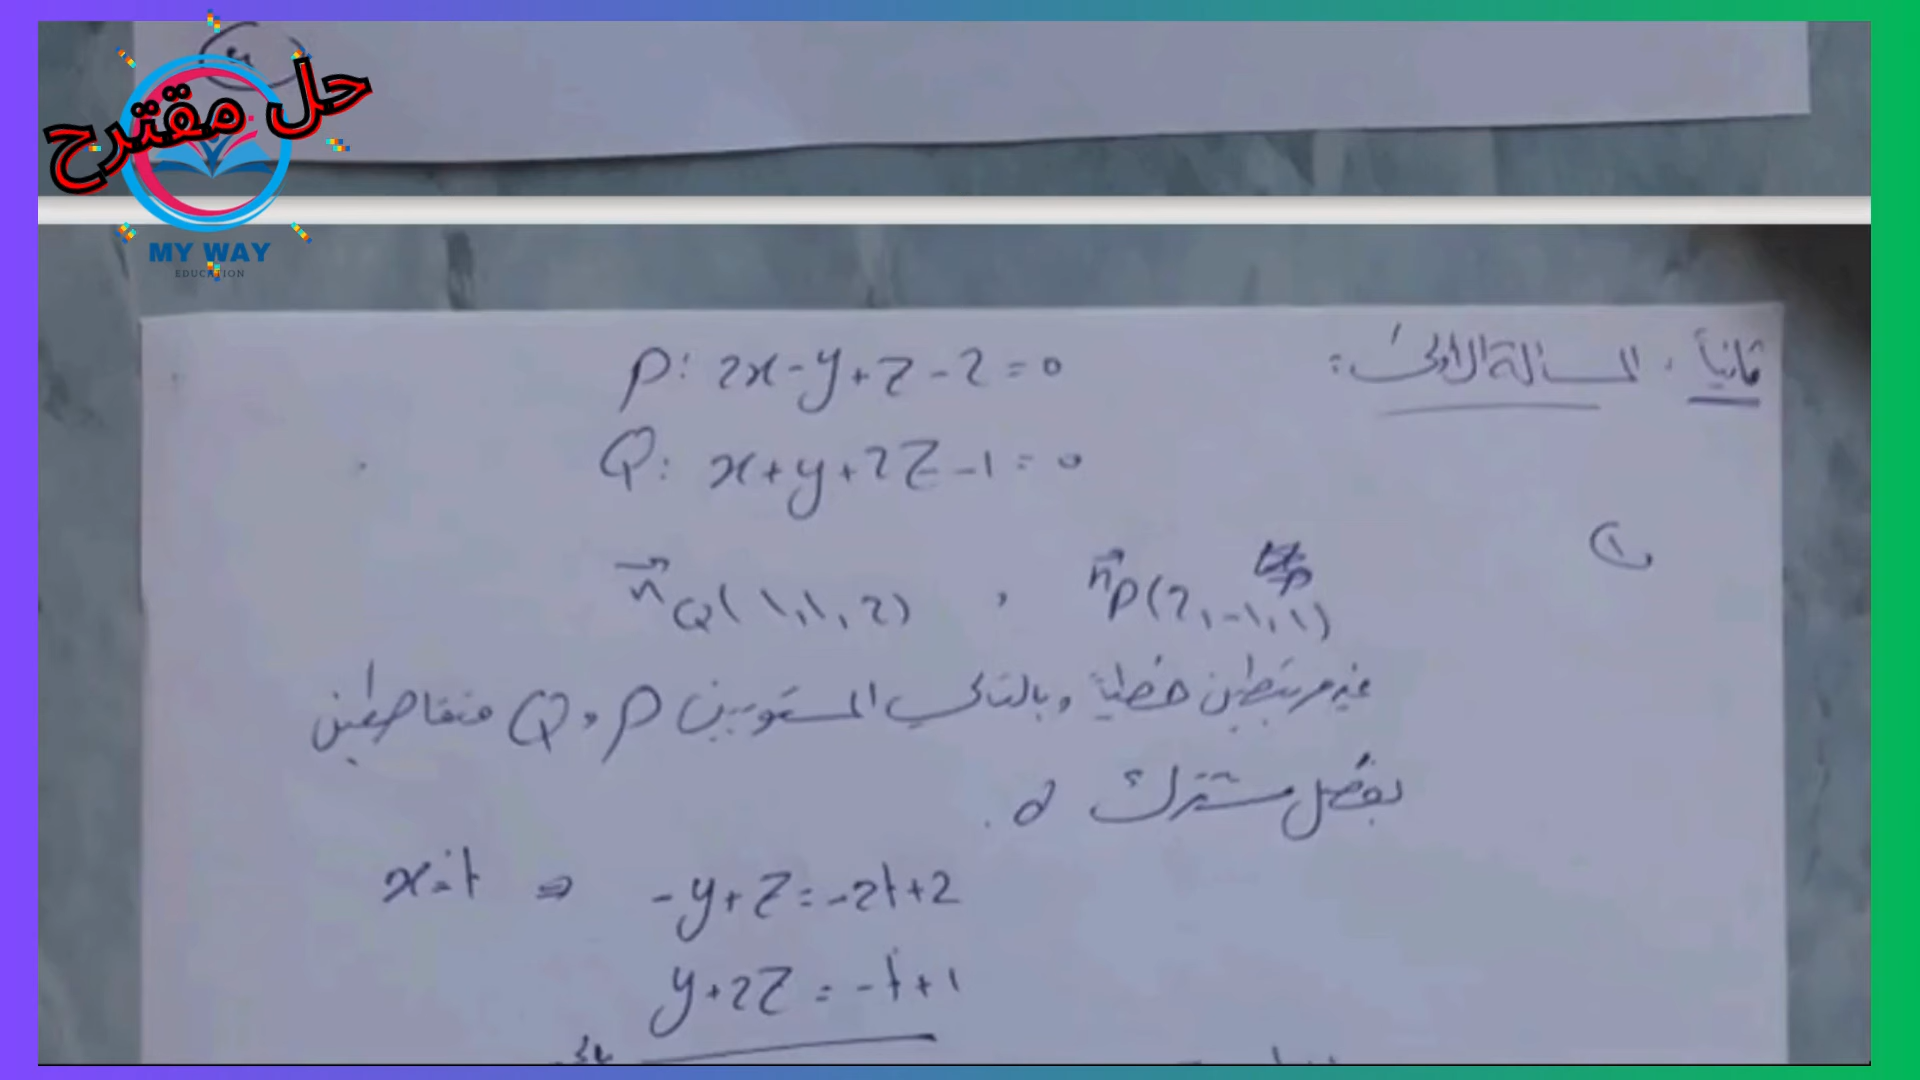 حل مقترح
MY WAY
EDUCATION
ثانياً، المسألة الأولى:
P: 2x-y+z-2=0
Q: x+y+2z-1=0
n⃗P(2,-1,1) , n⃗Q(1,1,2)
غير مرتبطين خطياً وبالتالي المستويين P و Q متقاطعين
بفصل مشترك d.
x=t ⇒ -y+z=-2t+2
y+2z=-t+1